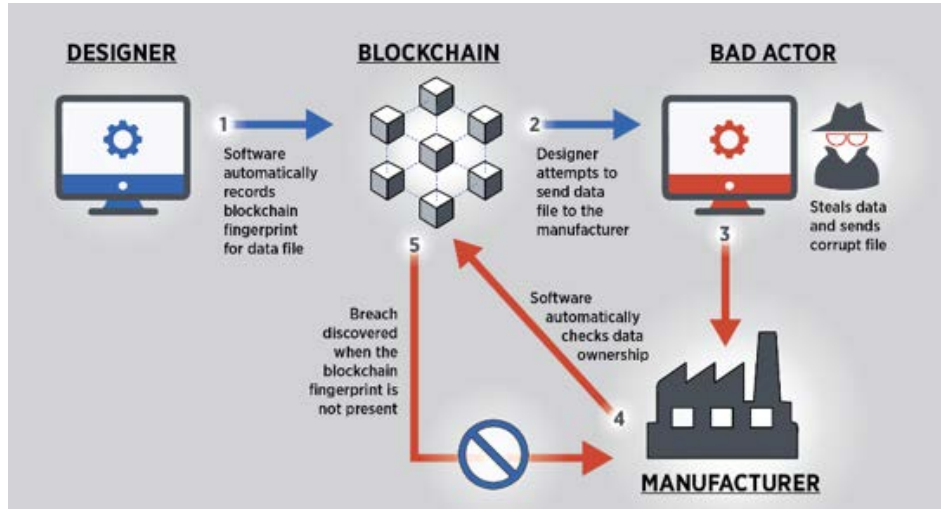 DESIGNER
BLOCKCHAIN
BAD ACTOR
1
Software
automatically
records
blockchain
fingerprint
for data file
2
Designer
attempts to
send data
file to the
manufacturer
Steals data
and sends
corrupt file
3
5
Software
automatically
checks data
ownership
Breach
discovered
when the
blockchain
fingerprint is
not present
4
MANUFACTURER